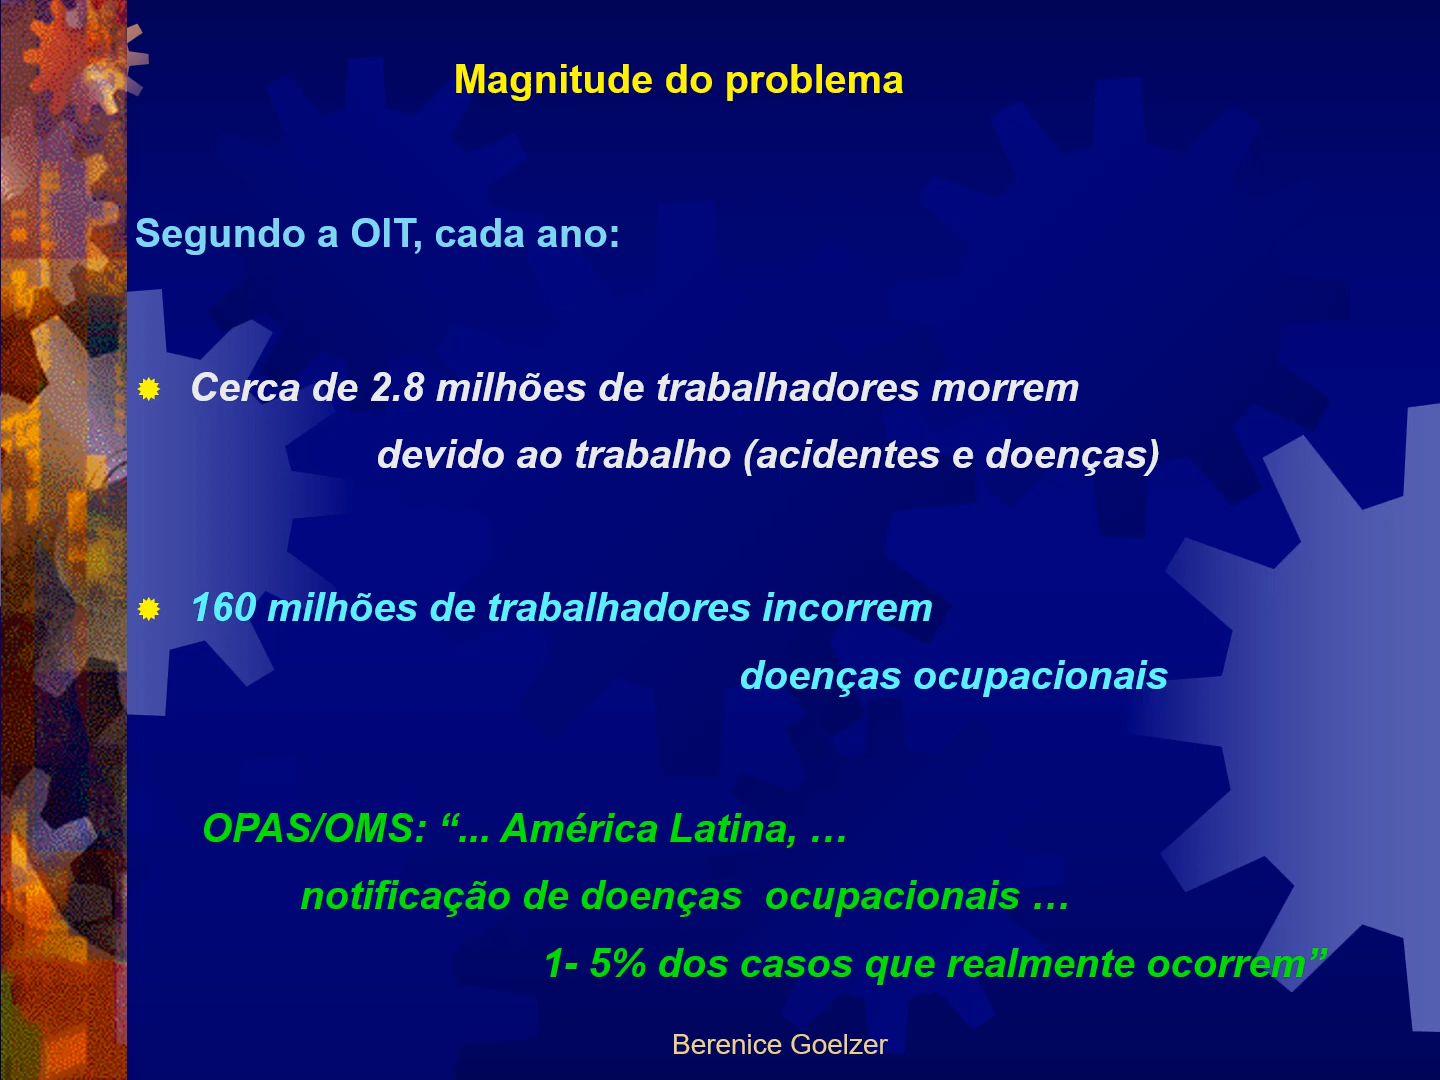 Magnitude do problema
Segundo a OIT, cada ano:
Cerca de 2.8 milhões de trabalhadores morrem
devido ao trabalho (acidentes e doenças)
160 milhões de trabalhadores incorrem
doenças ocupacionais
OPAS/OMS: “... América Latina, …
notificação de doenças  ocupacionais …
1- 5% dos casos que realmente ocorrem”
Berenice Goelzer